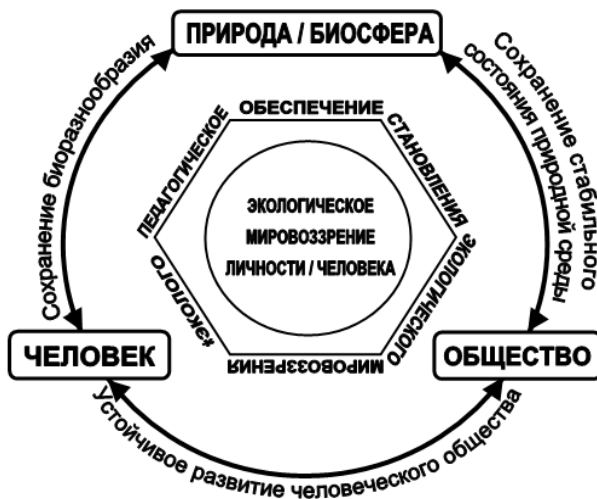 ПРИРОДА / БИОСФЕРА
Сохранение биоразнообразия
Сохранение стабильного
состояния природной среды
*ЭКОЛОГО
ПЕДАГОГИЧЕСКОЕ
ОБЕСПЕЧЕНИЕ
СТАНОВЛЕНИЯ
ЭКОЛОГИЧЕСКОГО
МИРОВОЗЗРЕНИЯ
ЭКОЛОГИЧЕСКОЕ
МИРОВОЗЗРЕНИЕ
ЛИЧНОСТИ / ЧЕЛОВЕКА
ЧЕЛОВЕК
ОБЩЕСТВО
Устойчивое развитие человеческого общества